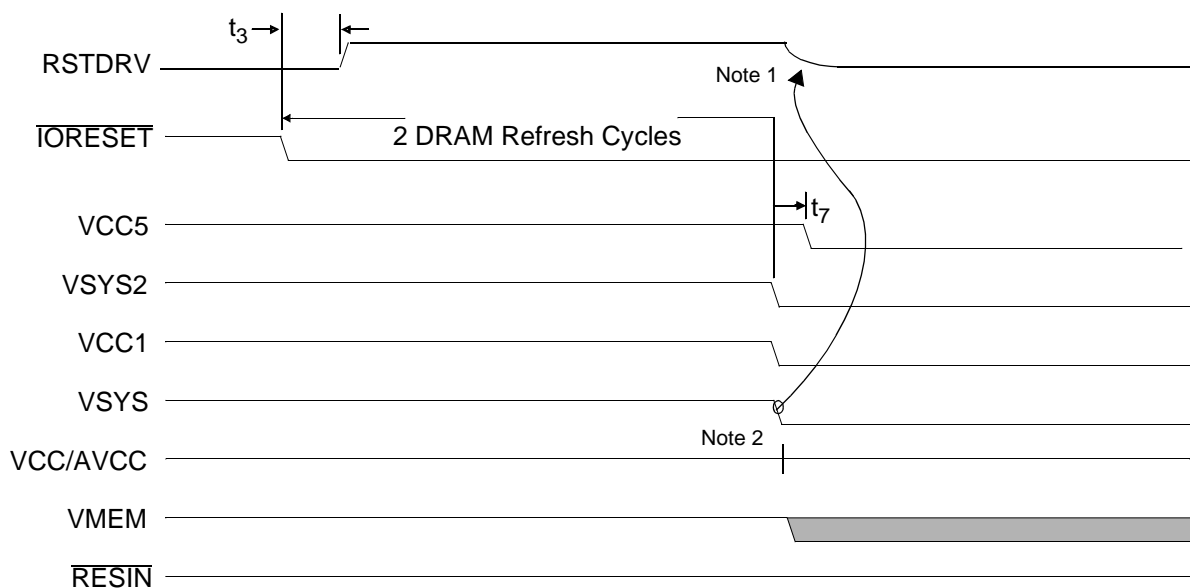 t3
RSTDRV
Note 1
IORESET
2 DRAM Refresh Cycles
VCC5
t7
VSYS2
VCC1
VSYS
Note 2
VCC/AVCC
VMEM
RESIN